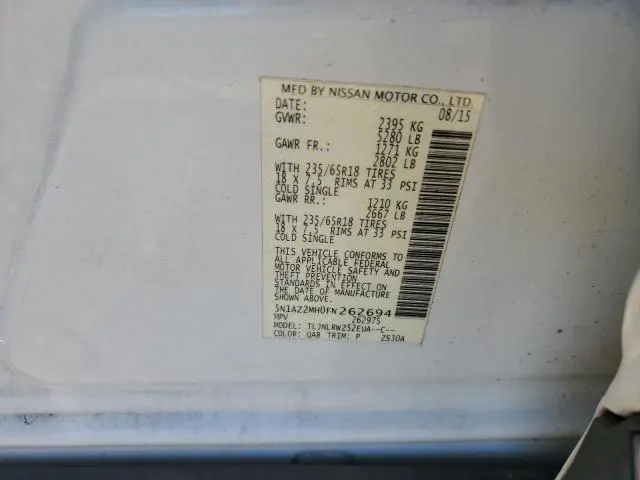 MFD BY NISSAN MOTOR CO., LTD.
DATE: 08/15
GVWR: 2395 KG
5280 LB
GAWR FR.: 1271 KG
2802 LB
WITH 235/65R18 TIRES
18 X 7.5 RIMS AT 33 PSI
COLD SINGLE
GAWR RR.: 1210 KG
2667 LB
WITH 235/65R18 TIRES
18 X 7.5 RIMS AT 33 PSI
COLD SINGLE
THIS VEHICLE CONFORMS TO
ALL APPLICABLE FEDERAL
MOTOR VEHICLE SAFETY AND
THEFT PREVENTION
STANDARDS IN EFFECT ON
THE DATE OF MANUFACTURE
SHOWN ABOVE.
5N1AZ2MH0FN262694
MPV 262975
MODEL: TLJNLRWZ52EUA--C--
COLOR: QAB TRIM: P ZS30A